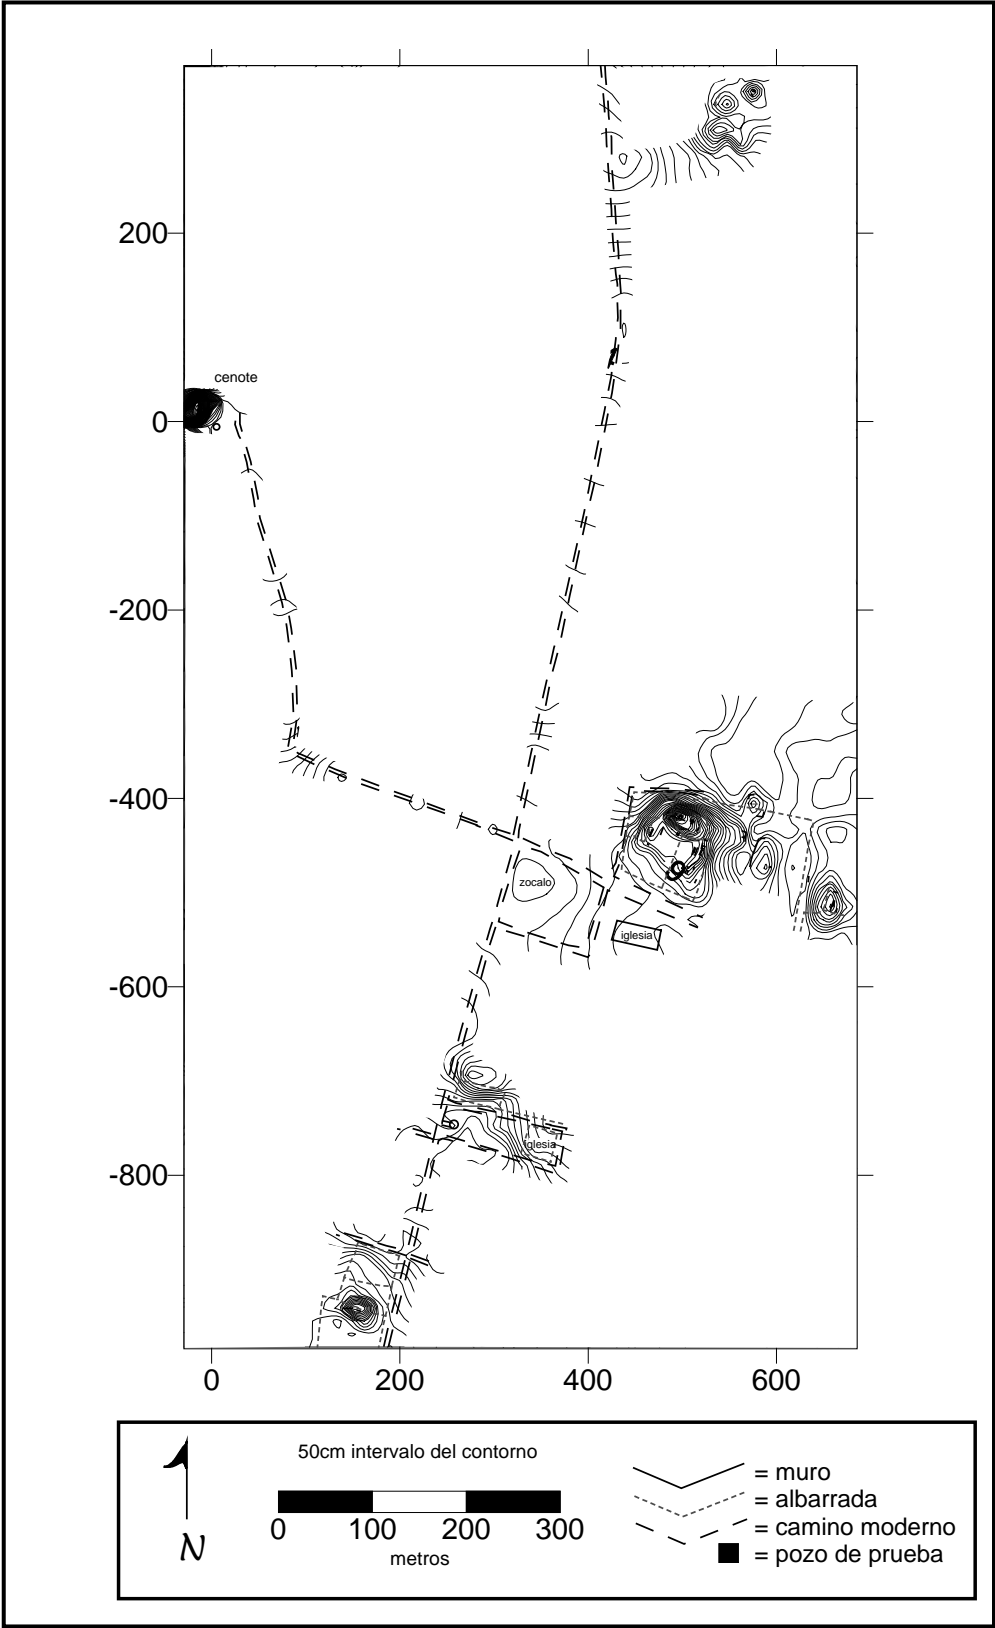 200
cenote
0
-200
-400
zocalo
iglesia
-600
iglesia
-800
0 200 400 600
50cm intervalo del contorno
0 100 200 300
metros
N
= muro
= albarrada
= camino moderno
= pozo de prueba